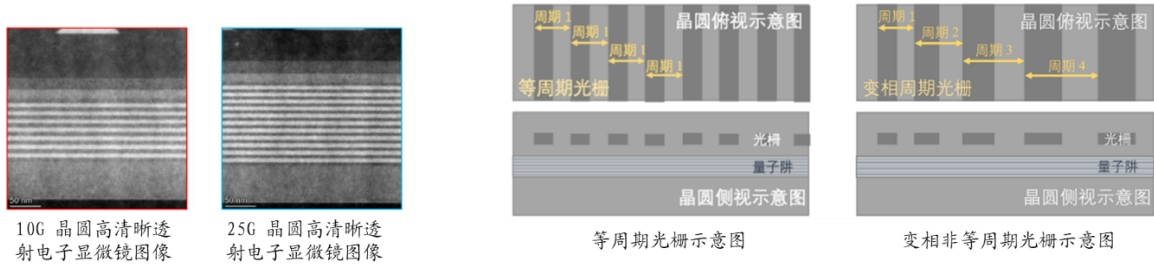 50 nm
10G 晶圆高清晰透
射电子显微镜图像
50 nm
25G 晶圆高清晰透
射电子显微镜图像
周期 1
晶圆俯视示意图
周期 1
周期 1
周期 1
等周期光栅
光栅
量子阱
晶圆侧视示意图
等周期光栅示意图
周期 1
晶圆俯视示意图
周期 2
周期 3
周期 4
变相周期光栅
光栅
量子阱
晶圆侧视示意图
变相非等周期光栅示意图